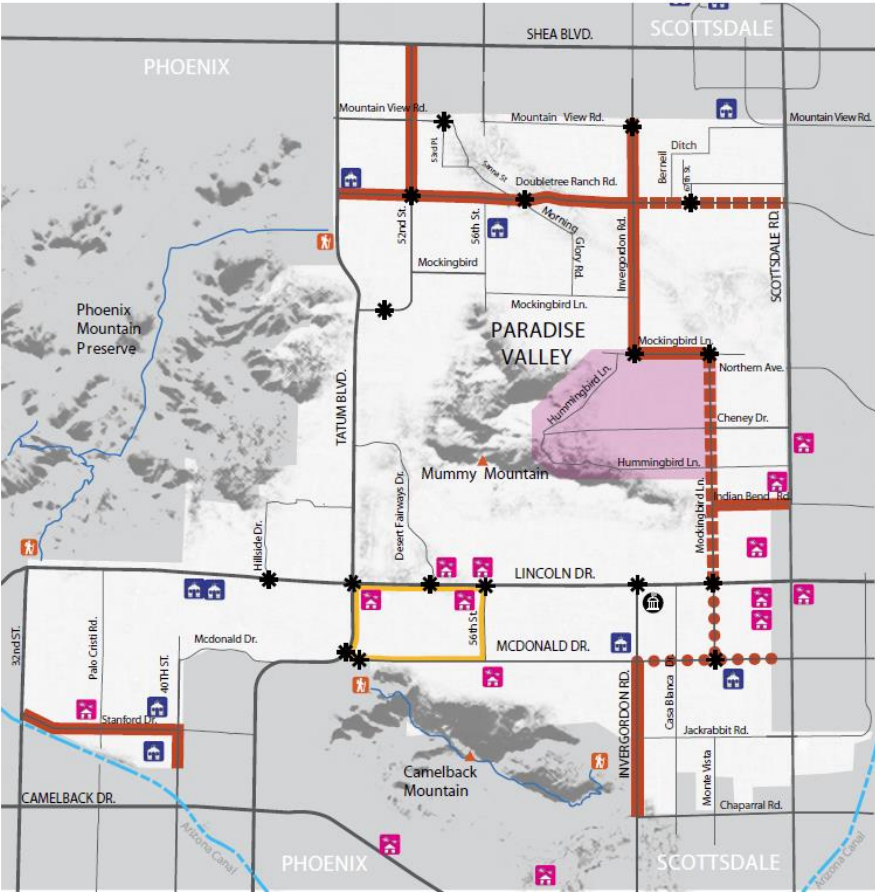 SHEA BLVD.
SCOTTSDALE
PHOENIX
Mountain View Rd.
Mountain View Rd.
Mountain View Rd.
53rd Pl.
Sanna St.
Berneil
Ditch
67th St.
Doubletree Ranch Rd.
52nd St.
56th St.
Morning
Glory Rd.
Invergordon Rd.
SCOTTSDALE RD.
Mockingbird
Mockingbird Ln.
Phoenix
Mountain
Preserve
PARADISE
VALLEY
Mockingbird Ln.
Northern Ave.
TATUM BLVD.
Hummingbird Ln.
Cheney Dr.
Hummingbird Ln.
Mummy Mountain
Desert Fairways Dr.
Mockingbird Ln.
Indian Bend Rd.
Hillside Dr.
LINCOLN DR.
32nd ST.
Palo Cristi Rd.
40TH ST.
Mcdonald Dr.
56th St.
MCDONALD DR.
INVERGORDON RD.
Casa Blanca Dr.
Stanford Dr.
Jackrabbit Rd.
Monte Vista
Camelback
Mountain
CAMELBACK DR.
Chaparral Rd.
Arizona Canal
PHOENIX
SCOTTSDALE
Arizona Canal